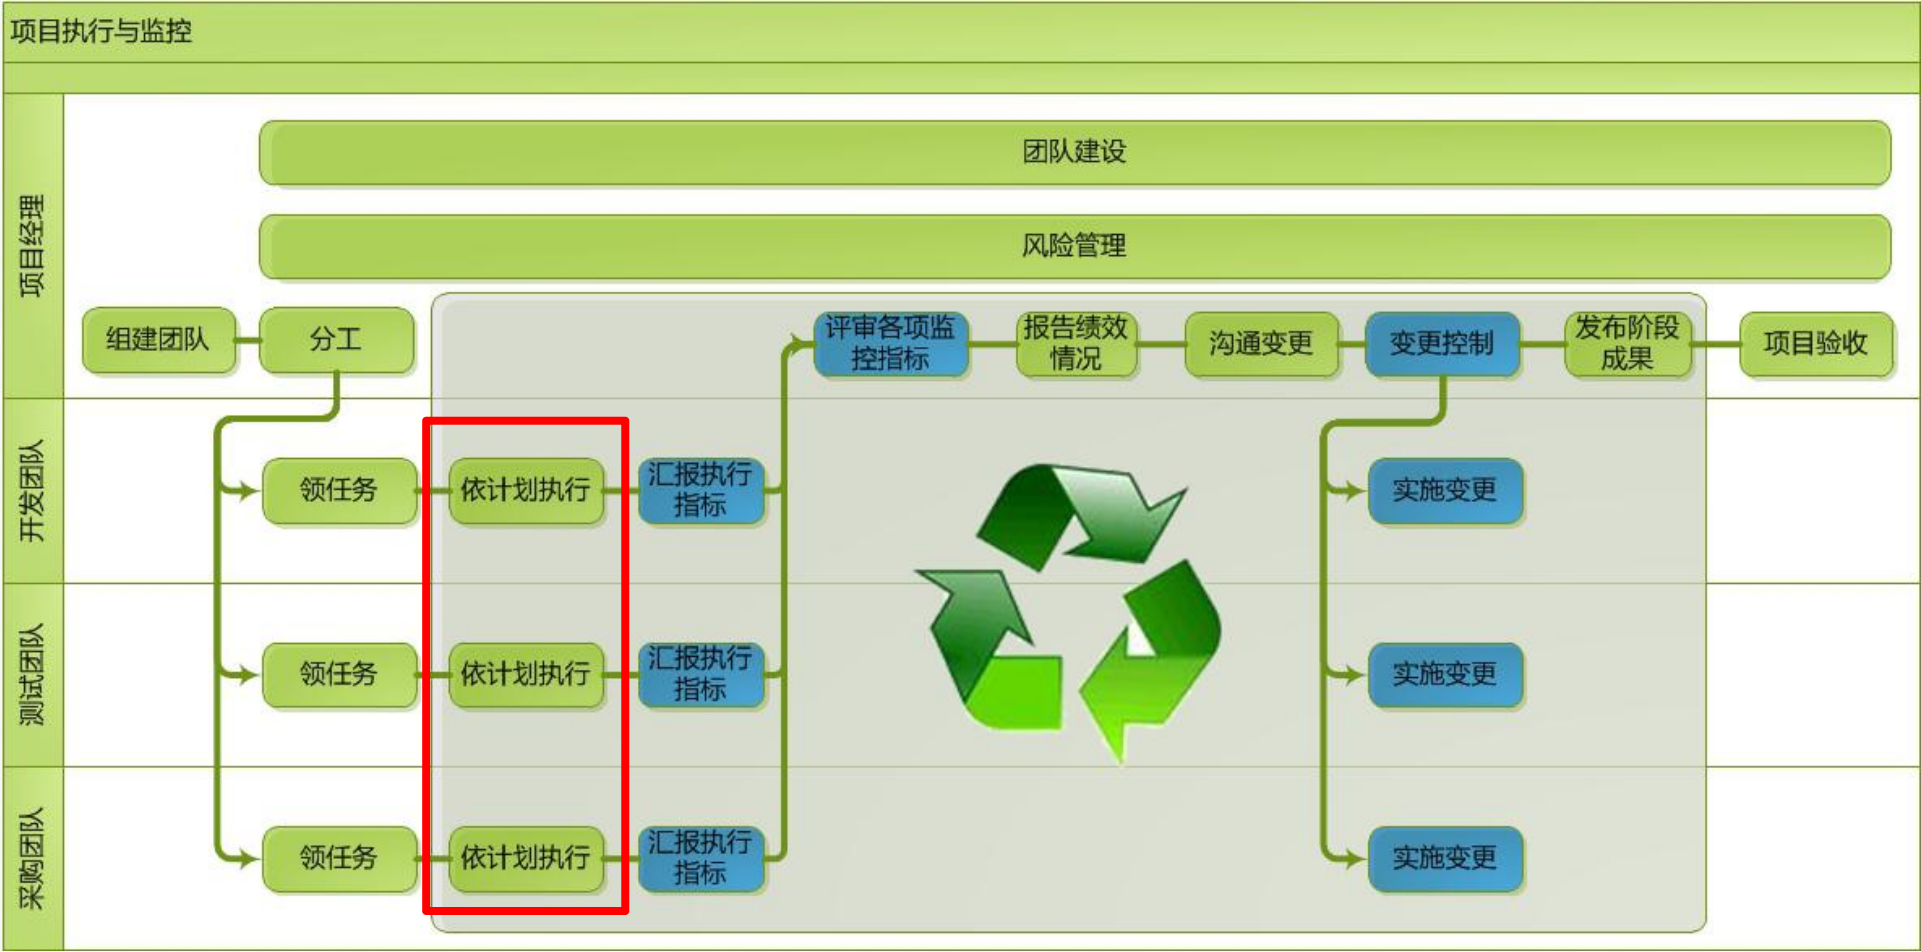 项目执行与监控
项目经理
团队建设
风险管理
组建团队
分工
评审各项监
控指标
报告绩效
情况
沟通变更
变更控制
发布阶段
成果
项目验收
开发团队
领任务
依计划执行
汇报执行
指标
实施变更
测试团队
领任务
依计划执行
汇报执行
指标
实施变更
采购团队
领任务
依计划执行
汇报执行
指标
实施变更